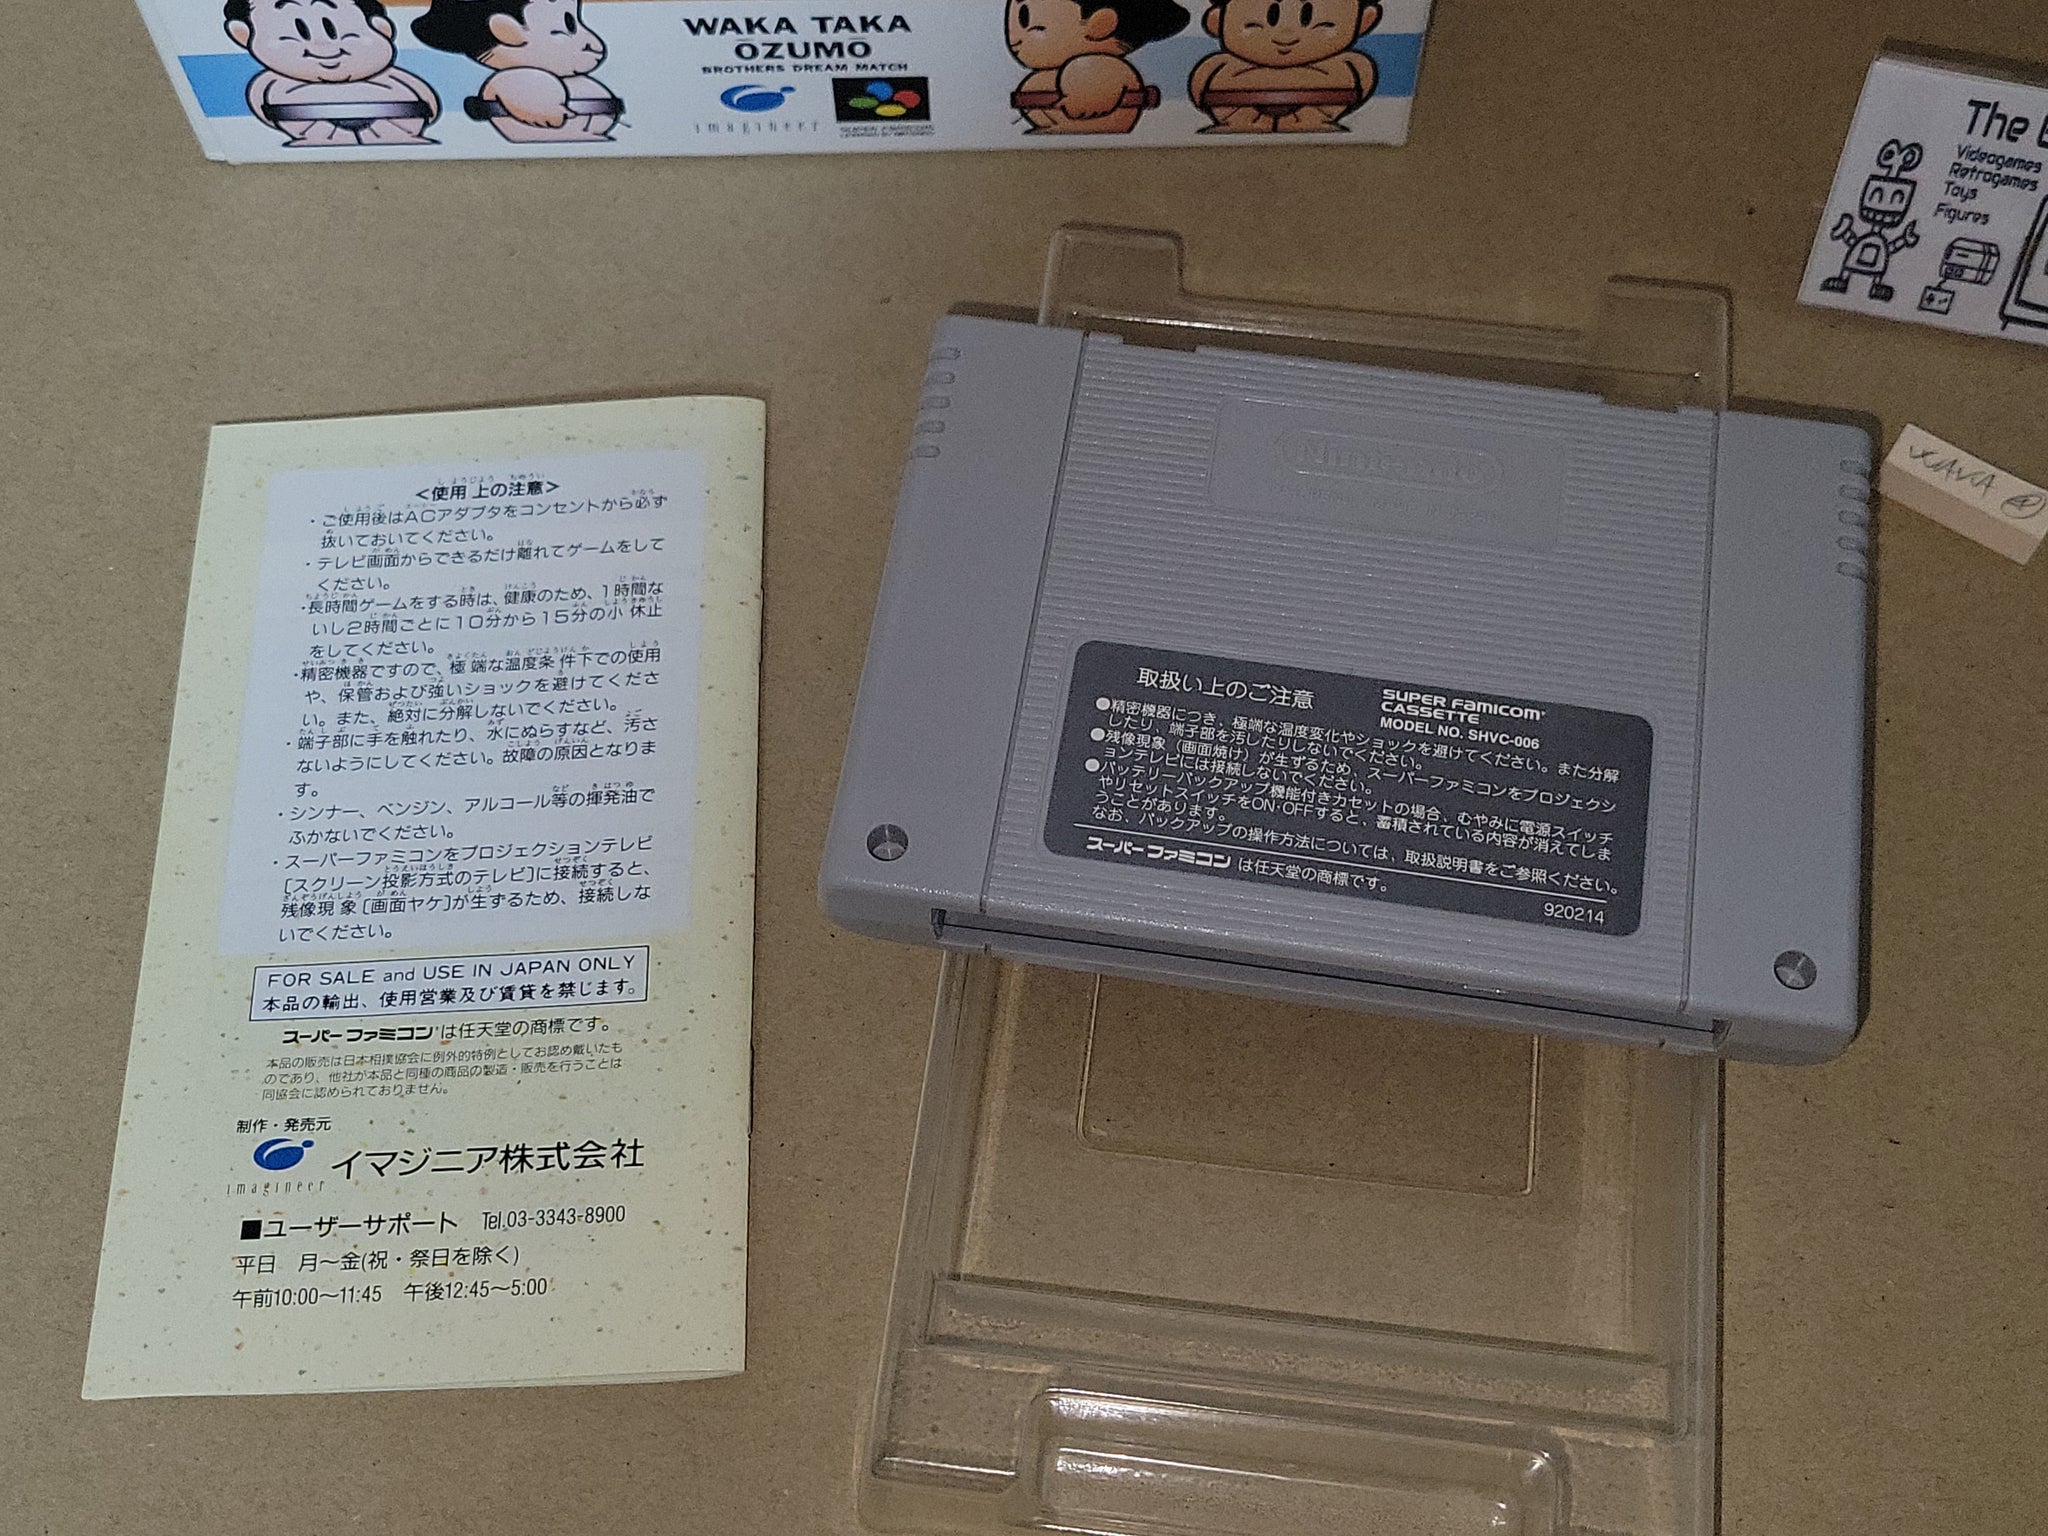 WAKA TAKA
ŌZUMŌ
BROTHERS DREAM MATCH
imagineer
SUPER FAMICOM
The
Videogames
Retrogames
Toys
Figures
<使用上の注意>
・ご使用後はACアダプタをコンセントから必ず
抜いておいてください。
・テレビ画面からできるだけ離れてゲームをして
ください。
・長時間ゲームをする時は、健康のため、1時間な
いし2時間ごとに10分から15分の小休止
をしてください。
・精密機器ですので、極端な温度条件下での使用
や、保管および強いショックを避けてくださ
い。また、絶対に分解しないでください。
・端子部に手を触れたり、水にぬらすなど、汚さ
ないようにしてください。故障の原因となりま
す。
・シンナー、ベンジン、アルコール等の揮発油で
ふかないでください。
・スーパーファミコンをプロジェクションテレビ
[スクリーン投影方式のテレビ]に接続すると、
残像現象[画面ヤケ]が生ずるため、接続しな
いでください。
FOR SALE and USE IN JAPAN ONLY
本品の輸出、使用営業及び賃貸を禁じます。
スーパーファミコンは任天堂の商標です。
本品の販売は日本相撲協会に例外的特例としてお認め戴いたも
のであり、他社が本品と同種の商品の製造・販売を行うことは
同協会に認められておりません。
制作・発売元
imagineer イマジニア株式会社
■ユーザーサポート Tel.03-3343-8900
平日 月〜金(祝・祭日を除く)
午前10:00〜11:45 午後12:45〜5:00
Nintendo
取扱い上のご注意
SUPER FAMICOM
CASSETTE
MODEL NO. SHVC-006
●精密機器につき、極端な温度変化やショックを避けてください。また分解
したり、端子部を汚したりしないでください。
●残像現象(画面焼け)が生ずるため、スーパーファミコンをプロジェクシ
ョンテレビには接続しないでください。
●バッテリーバックアップ機能付きカセットの場合、むやみに電源スイッチ
やリセットスイッチをON・OFFすると、蓄積されている内容が消えてしま
うことがあります。
なお、バックアップの操作方法については、取扱説明書をご参照ください。
スーパーファミコンは任天堂の商標です。
920214
WAKA